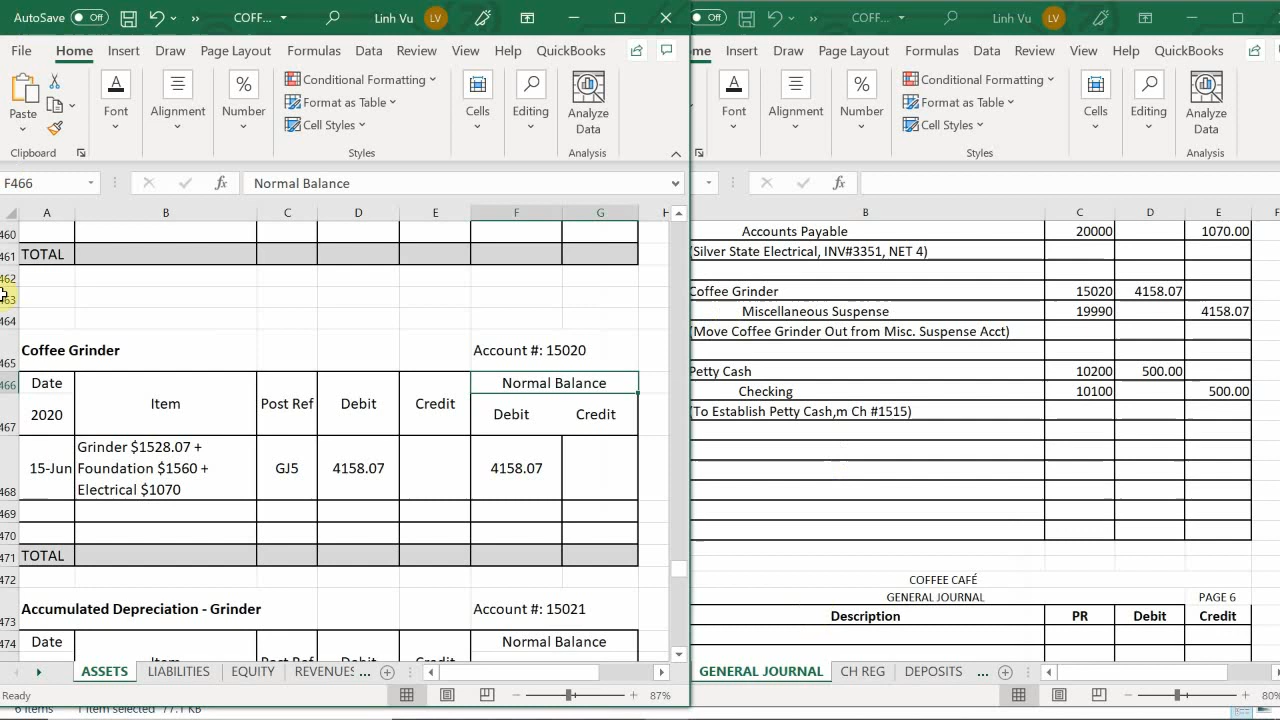 AutoSave Off COFF... Linh Vu LV
File Home Insert Draw Page Layout Formulas Data Review View Help QuickBooks
Paste
Font
Alignment
Number
Conditional Formatting
Format as Table
Cell Styles
Cells
Editing
Analyze
Data
Clipboard
Styles
Analysis
F466 fx Normal Balance
A B C D E F G H
460
461 TOTAL
462
463
464
465 Coffee Grinder Account #: 15020
466 Date Normal Balance
Item Post Ref Debit Credit
467 2020 Debit Credit
Grinder $1528.07 +
15-Jun Foundation $1560 + GJ5 4158.07 4158.07
468 Electrical $1070
469
470
471 TOTAL
472
473 Accumulated Depreciation - Grinder Account #: 15021
474 Date Normal Balance
Item Post Ref Debit Credit
ASSETS LIABILITIES EQUITY REVENUES ...
Ready 87%
6 items 1 item selected 77.1 KB
Off COFF... Linh Vu LV
ome Insert Draw Page Layout Formulas Data Review View Help QuickBooks
Font
Alignment
Number
Conditional Formatting
Format as Table
Cell Styles
Cells
Editing
Analyze
Data
Styles
Analysis
fx
B C D E F
Accounts Payable 20000 1070.00
(Silver State Electrical, INV#3351, NET 4)
Coffee Grinder 15020 4158.07
Miscellaneous Suspense 19990 4158.07
(Move Coffee Grinder Out from Misc. Suspense Acct)
Petty Cash 10200 500.00
Checking 10100 500.00
(To Establish Petty Cash,m Ch #1515)
COFFEE CAFÉ
GENERAL JOURNAL PAGE 6
Description PR Debit Credit
GENERAL JOURNAL CH REG DEPOSITS ...
80%